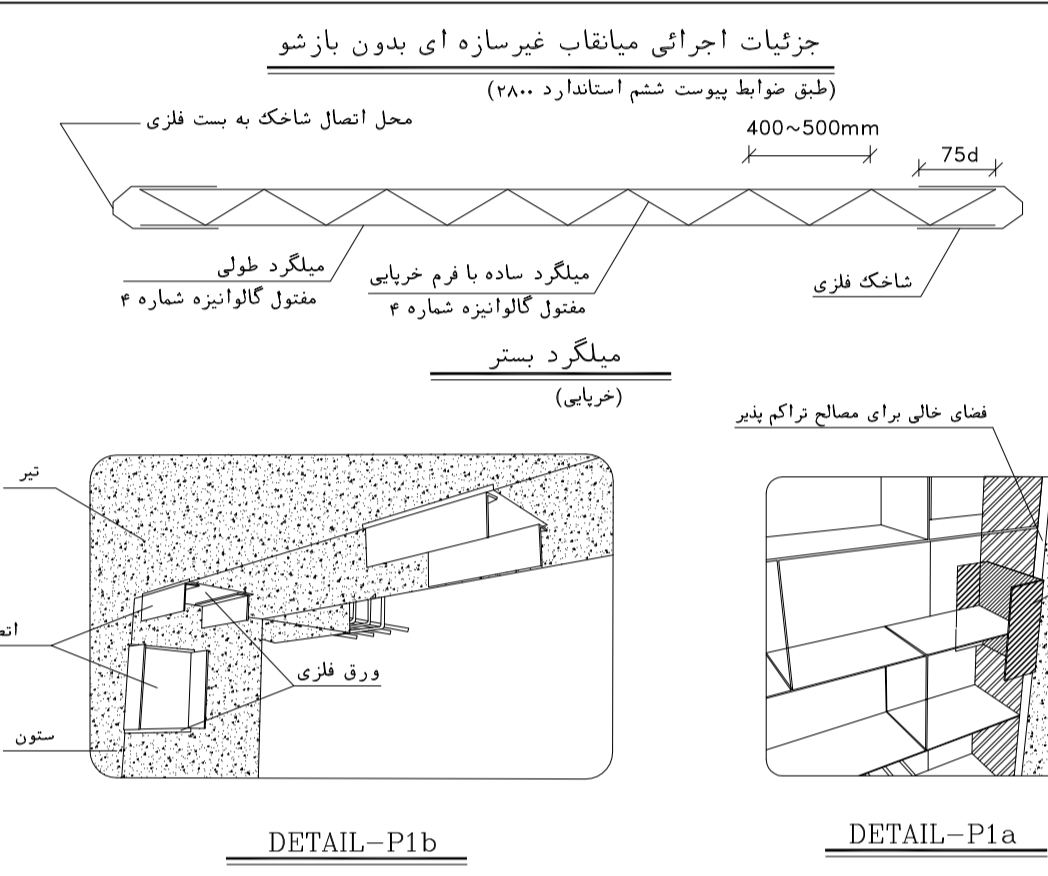 جزئیات اجرائی میانقاب غیرسازه ای بدون بازشو
(طبق ضوابط پیوست ششم استاندارد ۲۸۰۰)
محل اتصال شاخک به بست فلزی
400~500mm
75d
میلگرد طولی
مفتول گالوانیزه شماره ۴
میلگرد ساده با فرم خرپایی
مفتول گالوانیزه شماره ۴
شاخک فلزی
میلگرد بستر
(خرپایی)
فضای خالی برای مصالح تراکم پذیر
تیر
ورق فلزی
ستون
DETAIL-P1b
DETAIL-P1a